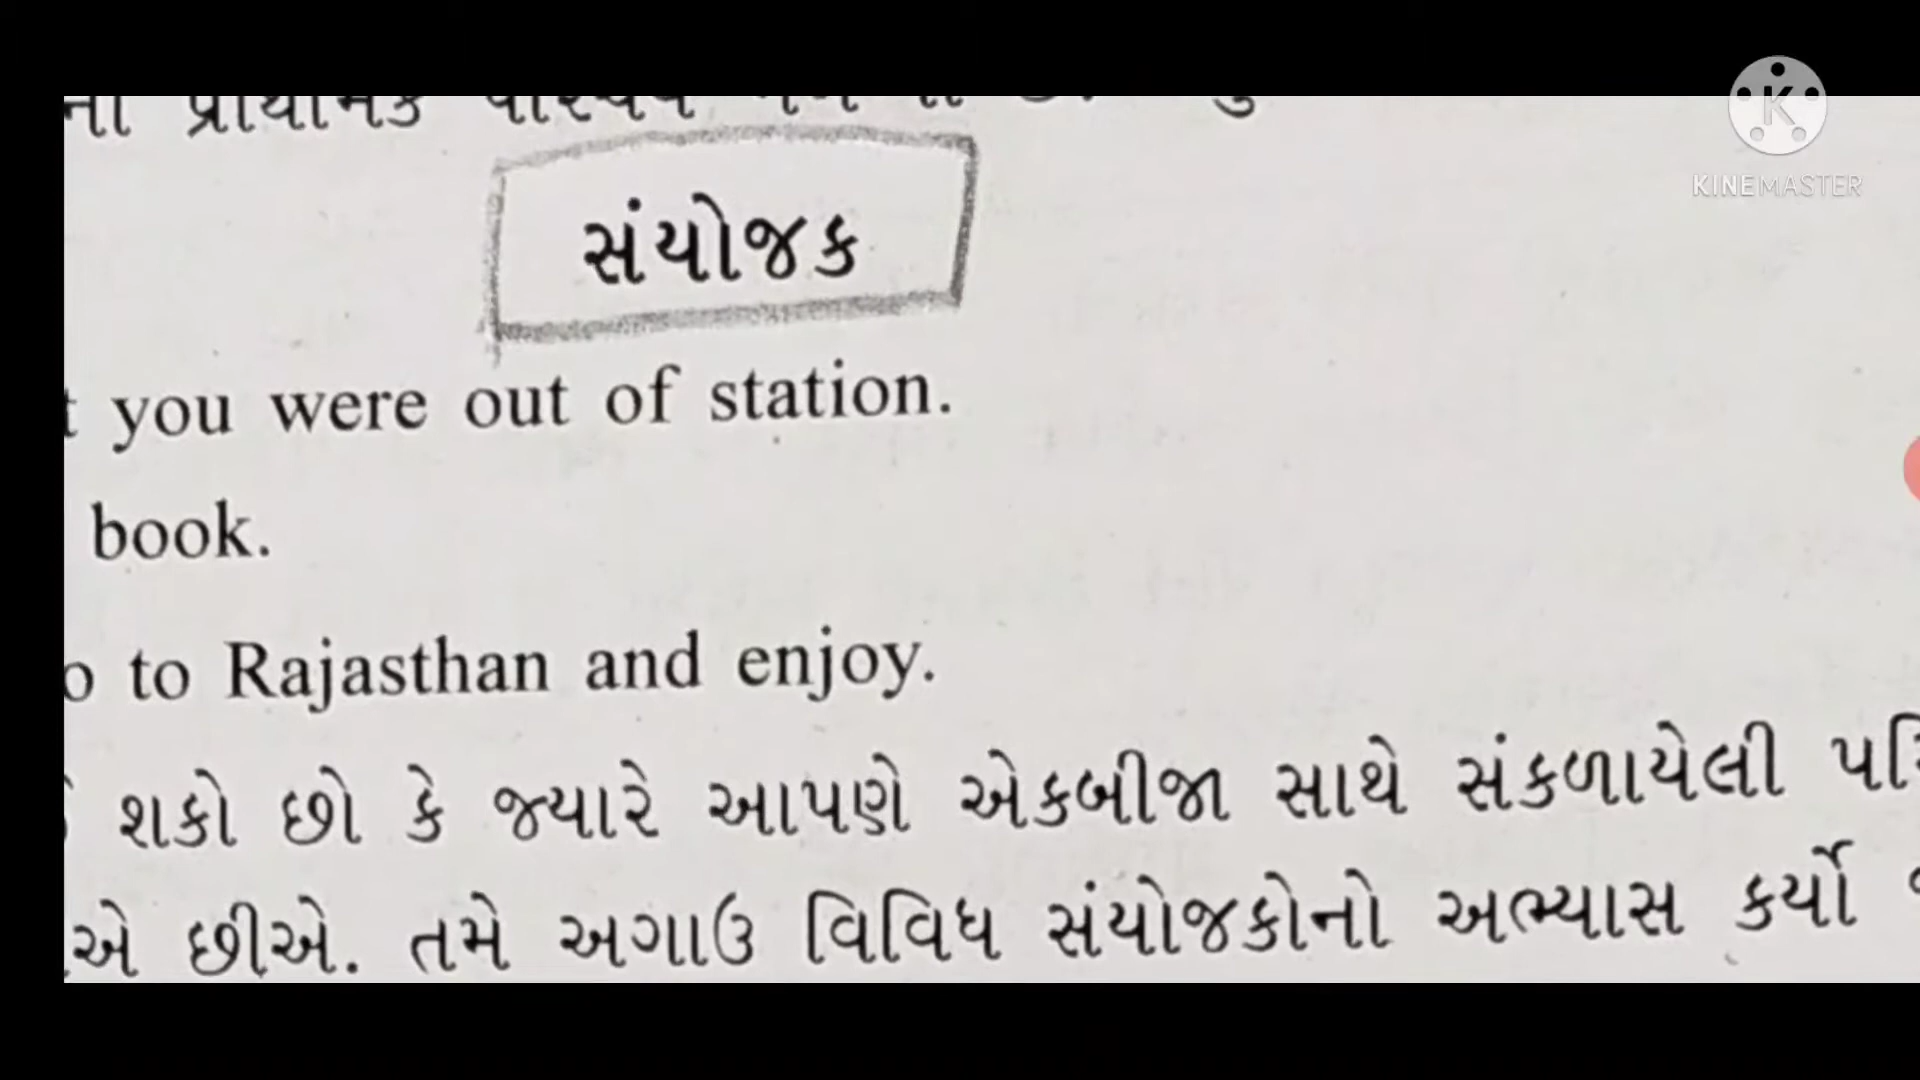 પ્રાથમિક
સંયોજક
you were out of station.
book.
to Rajasthan and enjoy.
શકો છો કે જ્યારે આપણે એકબીજા સાથે સંકળાયેલી
છીએ. તમે અગાઉ વિવિધ સંયોજકોનો અભ્યાસ કર્યો
KINEMASTER